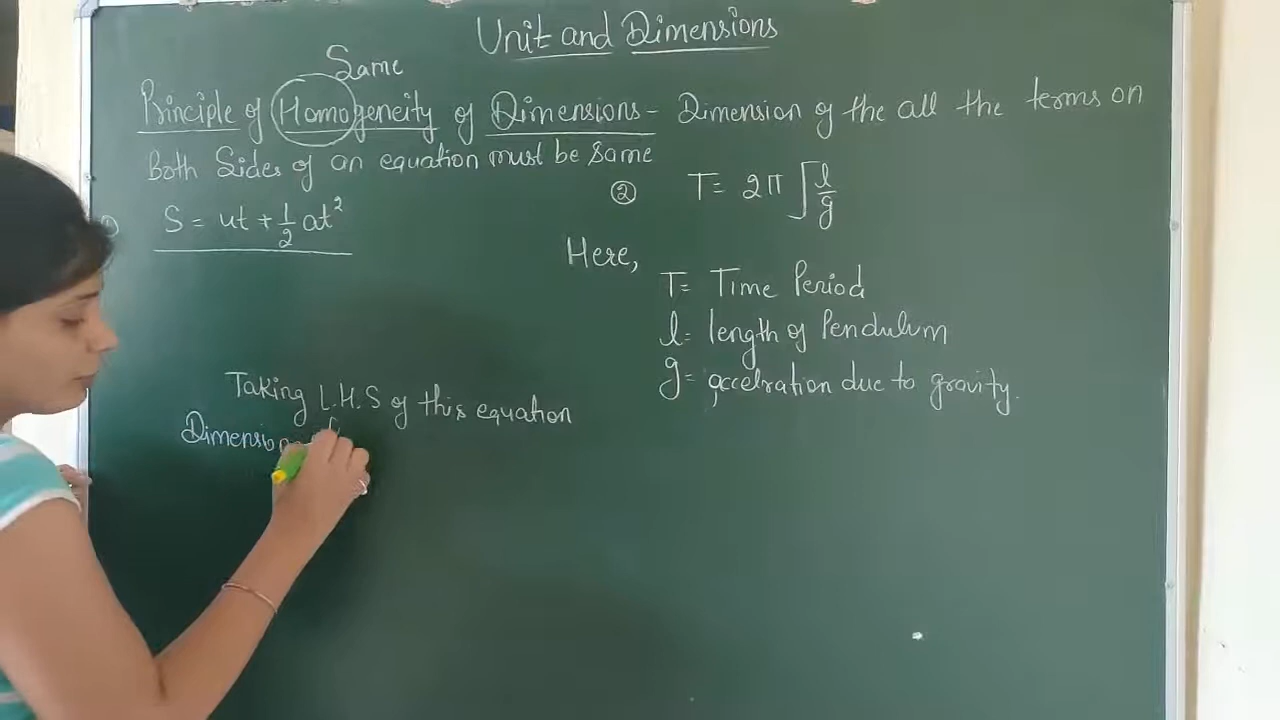 Unit and Dimensions
Same
Principle of Homogeneity of Dimensions - Dimension of the all the terms on
Both Sides of an equation must be same
S = ut + 1/2 at²
② T = 2π √l/g
Here,
T = Time Period
l = length of Pendulum
g = accelration due to gravity.
Taking L.H.S of this equation
Dimension